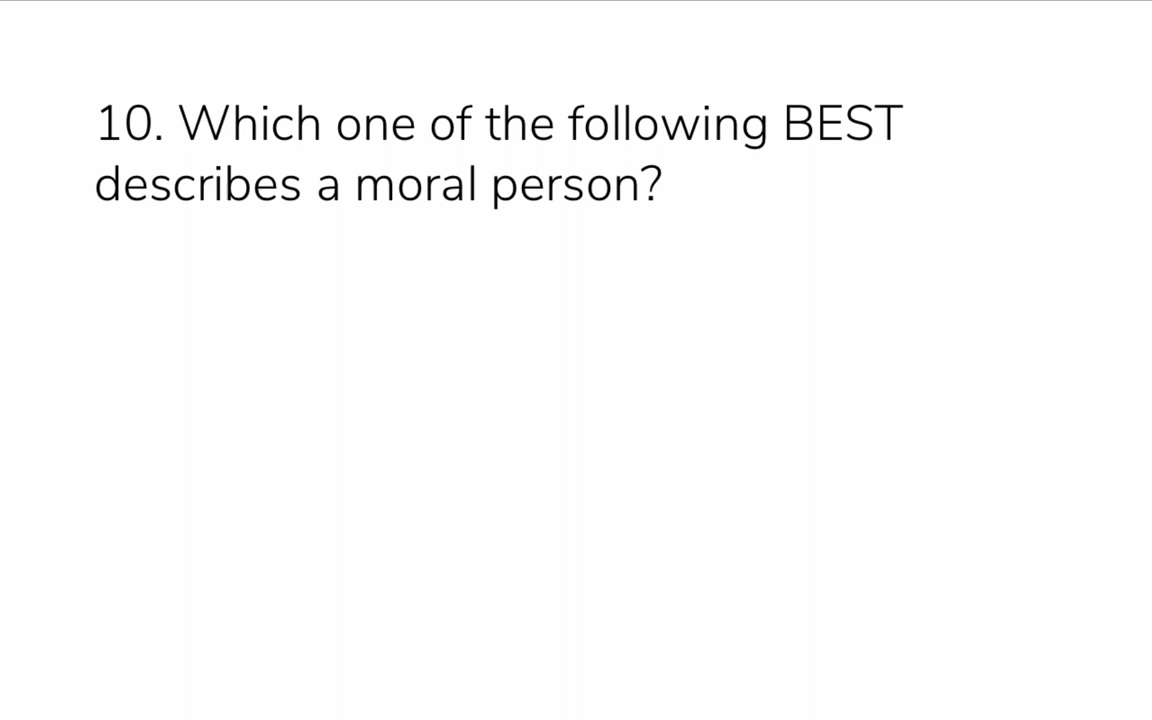 10. Which one of the following BEST
describes a moral person?